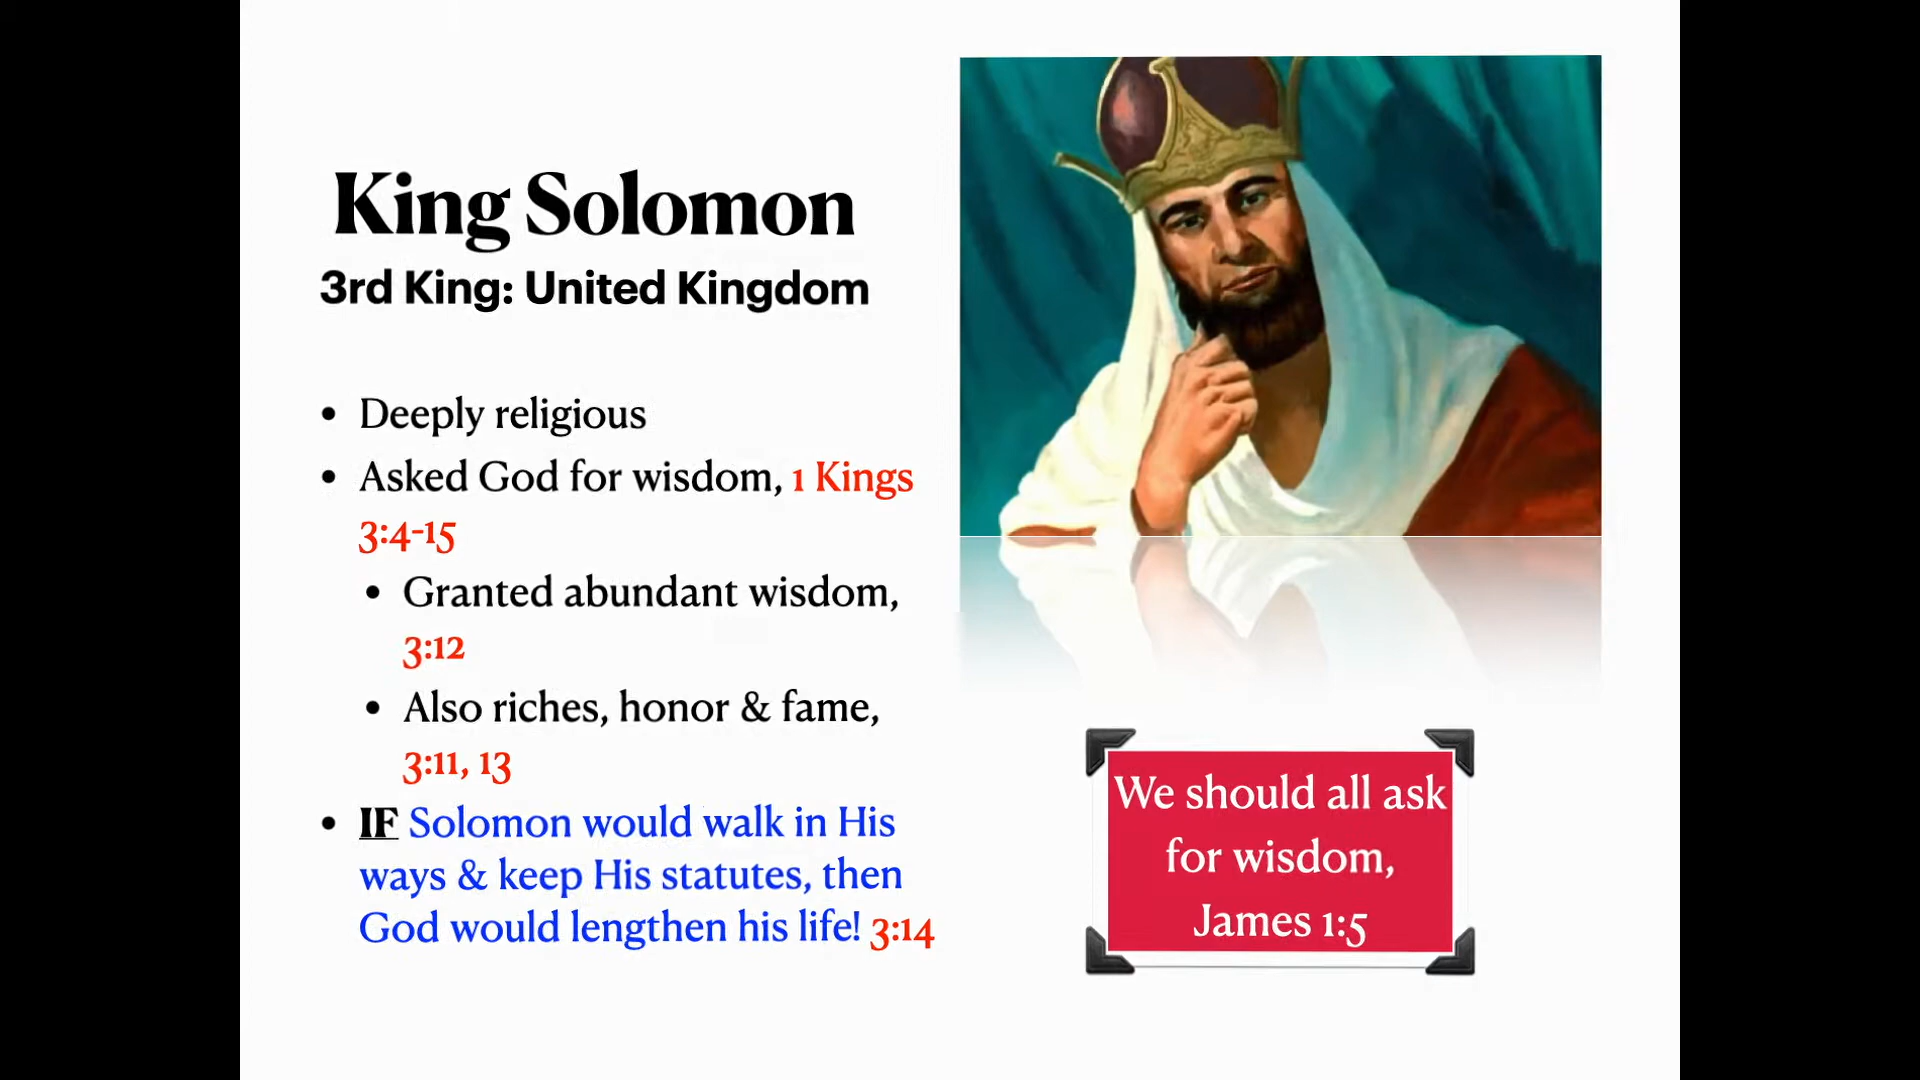 King Solomon
3rd King: United Kingdom
• Deeply religious
• Asked God for wisdom, 1 Kings
3:4-15
• Granted abundant wisdom,
3:12
• Also riches, honor & fame,
3:11, 13
• IF Solomon would walk in His
ways & keep His statutes, then
God would lengthen his life! 3:14
We should all ask
for wisdom,
James 1:5